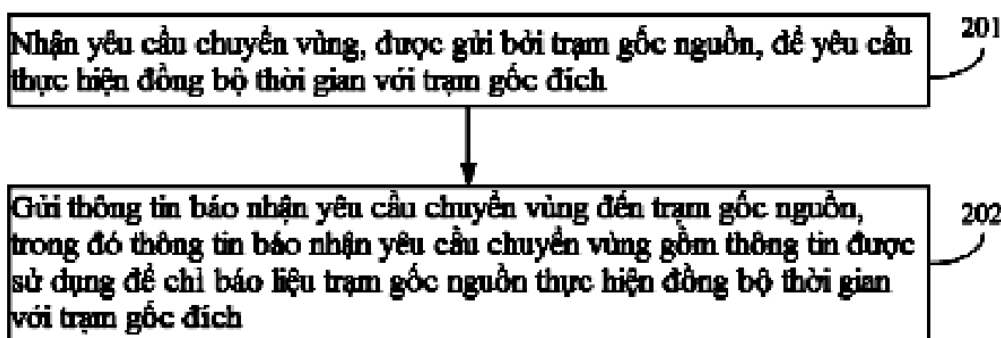 Nhận yêu cầu chuyển vùng, được gửi bởi trạm gốc nguồn, để yêu cầu
thực hiện đồng bộ thời gian với trạm gốc đích
201
Gửi thông tin báo nhận yêu cầu chuyển vùng đến trạm gốc nguồn,
trong đó thông tin báo nhận yêu cầu chuyển vùng gồm thông tin được
sử dụng để chỉ báo liệu trạm gốc nguồn thực hiện đồng bộ thời gian
với trạm gốc đích
202